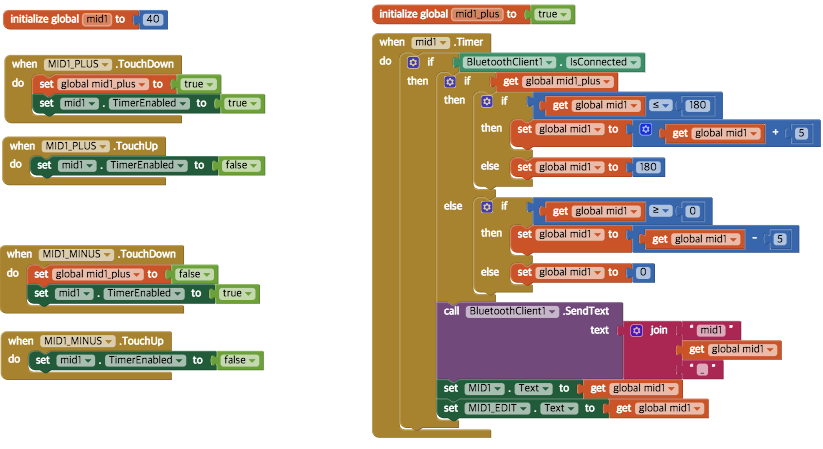 initialize global mid1 to 40
when MID1_PLUS .TouchDown
do set global mid1_plus to true
set mid1 . TimerEnabled to true
when MID1_PLUS .TouchUp
do set mid1 . TimerEnabled to false
when MID1_MINUS .TouchDown
do set global mid1_plus to false
set mid1 . TimerEnabled to true
when MID1_MINUS .TouchUp
do set mid1 . TimerEnabled to false
initialize global mid1_plus to true
when mid1 .Timer
do if BluetoothClient1 . IsConnected
then if get global mid1_plus
then if get global mid1 ≤ 180
then set global mid1 to get global mid1 + 5
else set global mid1 to 180
else if get global mid1 ≥ 0
then set global mid1 to get global mid1 - 5
else set global mid1 to 0
call BluetoothClient1 .SendText
text join " mid1 "
get global mid1
" _ "
set MID1 . Text to get global mid1
set MID1_EDIT . Text to get global mid1